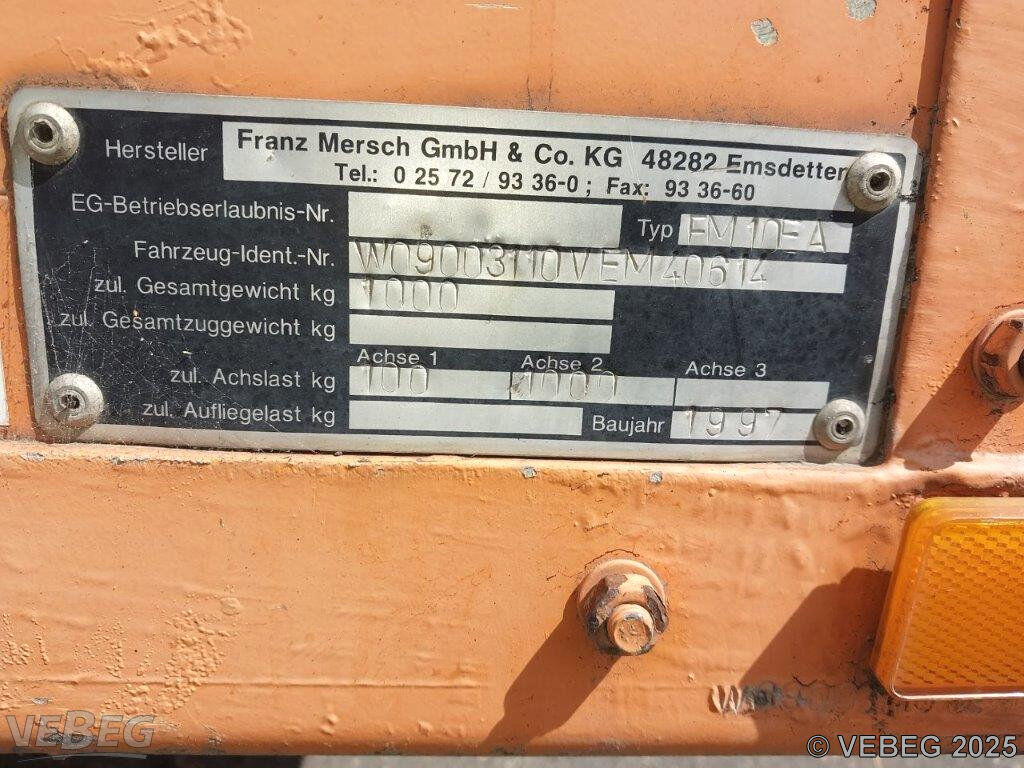 Hersteller Franz Mersch GmbH & Co. KG 48282 Emsdetten
Tel.: 0 25 72 / 93 36-0 ; Fax: 93 36-60
EG-Betriebserlaubnis-Nr. Typ EM10EA
Fahrzeug-Ident.-Nr. W09003110VEM40614
zul. Gesamtgewicht kg 1000
zul. Gesamtzuggewicht kg
Achse 1 Achse 2 Achse 3
zul. Achslast kg 100 1000
zul. Aufliegelast kg Baujahr 1997
VEBEG
© VEBEG 2025